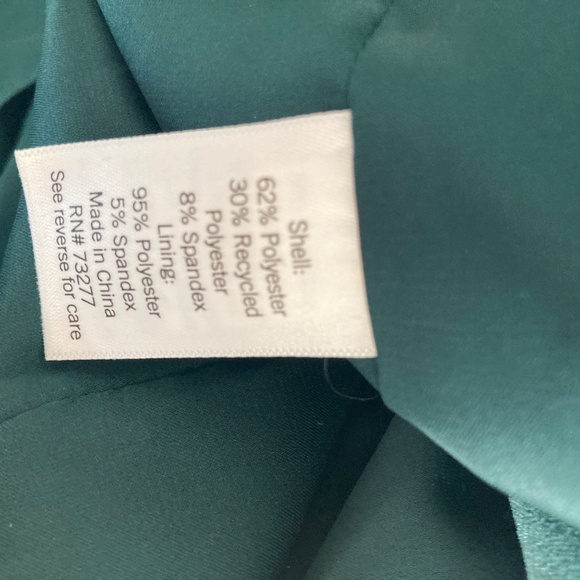 Shell:
62% Polyester
30% Recycled
Polyester
8% Spandex
Lining:
95% Polyester
5% Spandex
Made in China
RN# 73277
See reverse for care